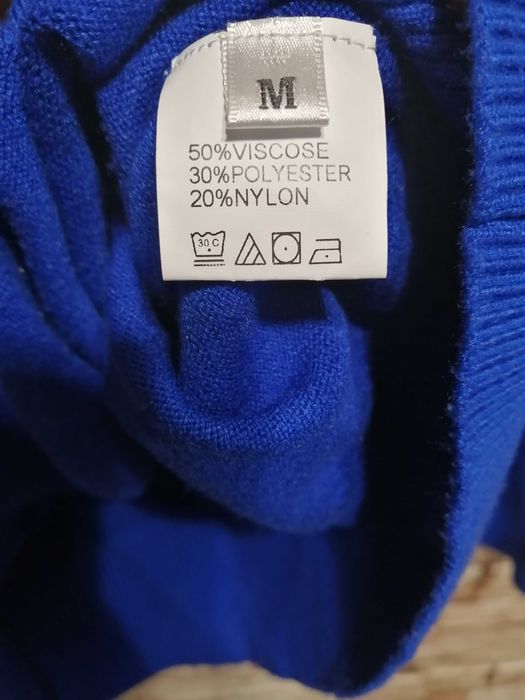 M
50%VISCOSE
30%POLYESTER
20%NYLON
30 C